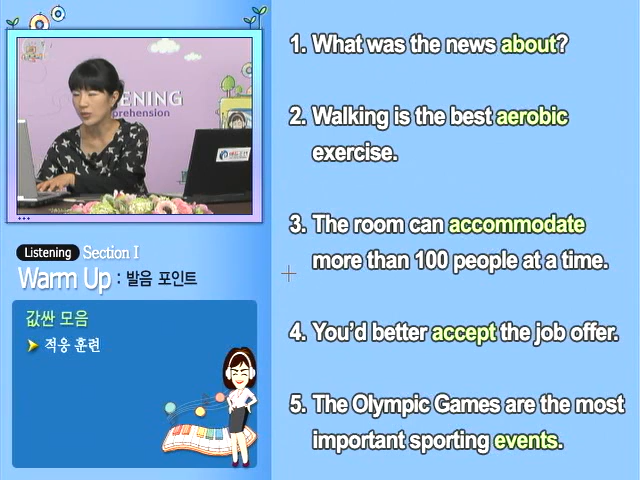 1. What was the news about?
2. Walking is the best aerobic
exercise.
3. The room can accommodate
more than 100 people at a time.
4. You'd better accept the job offer.
5. The Olympic Games are the most
important sporting events.
Listening Section I
Warm Up : 발음 포인트
값싼 모음
적응 훈련